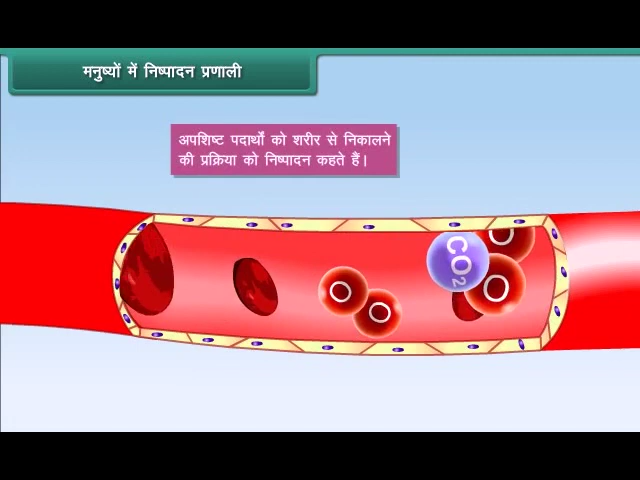 मनुष्यों में निष्पादन प्रणाली
अपशिष्ट पदार्थों को शरीर से निकालने
की प्रक्रिया को निष्पादन कहते हैं।
CO2
O
O
O
O